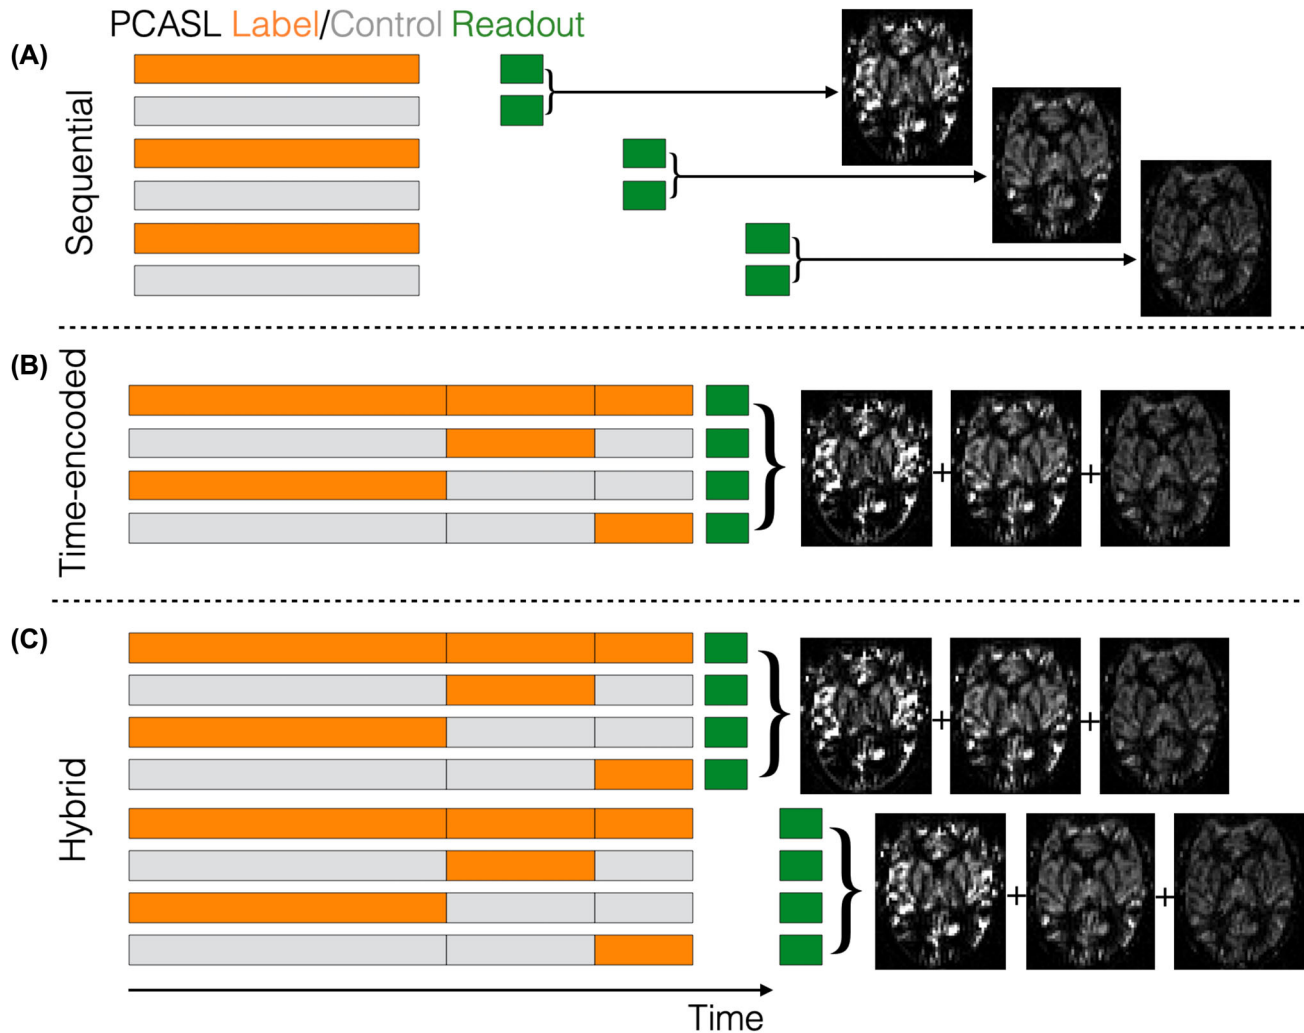 PCASL Label/Control Readout
(A)
Sequential
(B)
Time-encoded
+
+
(C)
Hybrid
+
+
+
+
Time